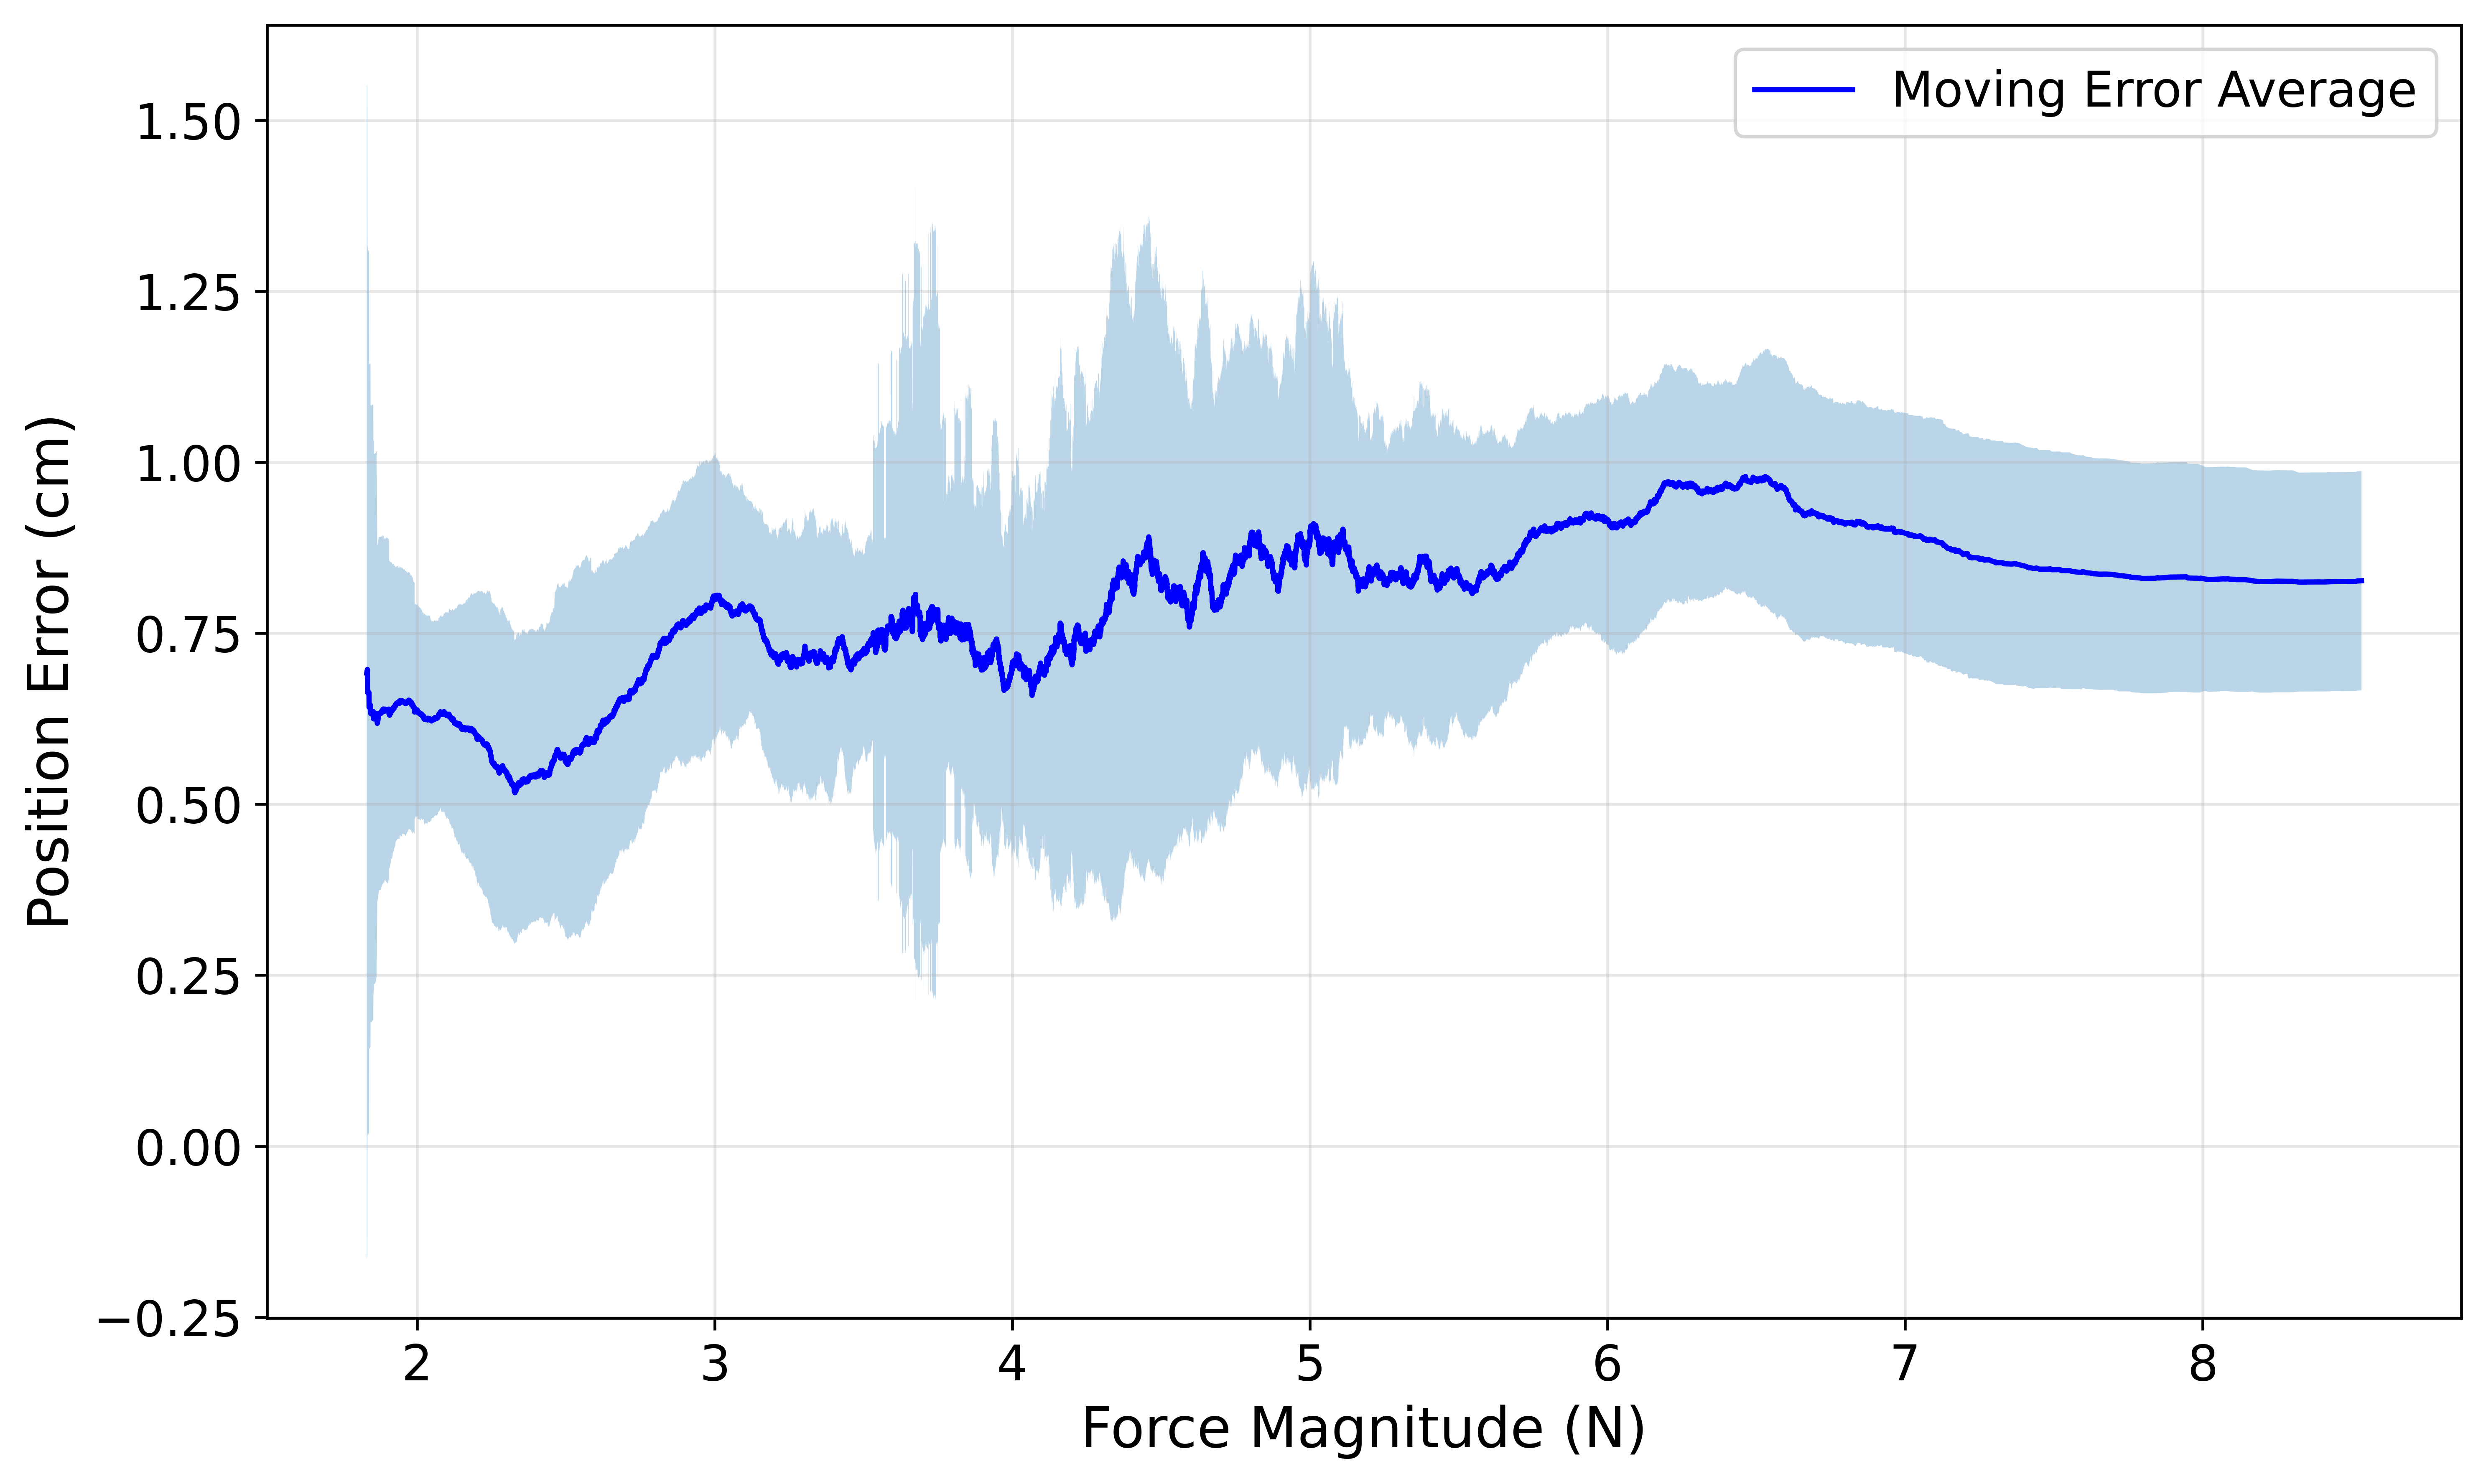 Moving Error Average
1.50
1.25
1.00
0.75
0.50
0.25
0.00
−0.25
Position Error (cm)
2 3 4 5 6 7 8
Force Magnitude (N)